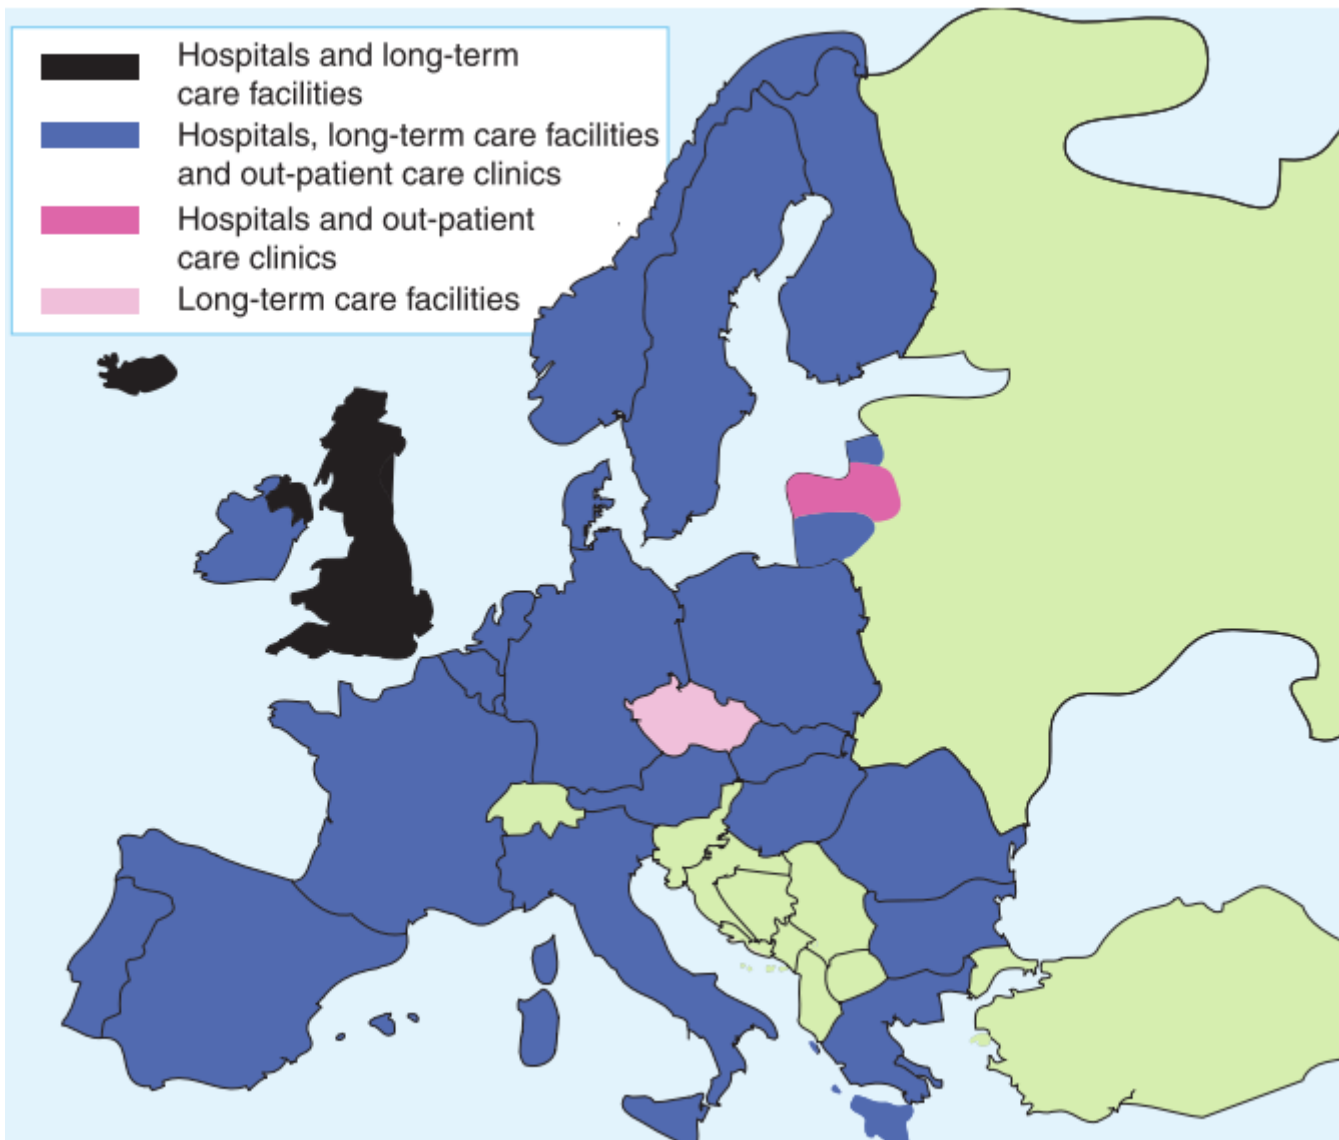 Hospitals and long-term
care facilities
Hospitals, long-term care facilities
and out-patient care clinics
Hospitals and out-patient
care clinics
Long-term care facilities